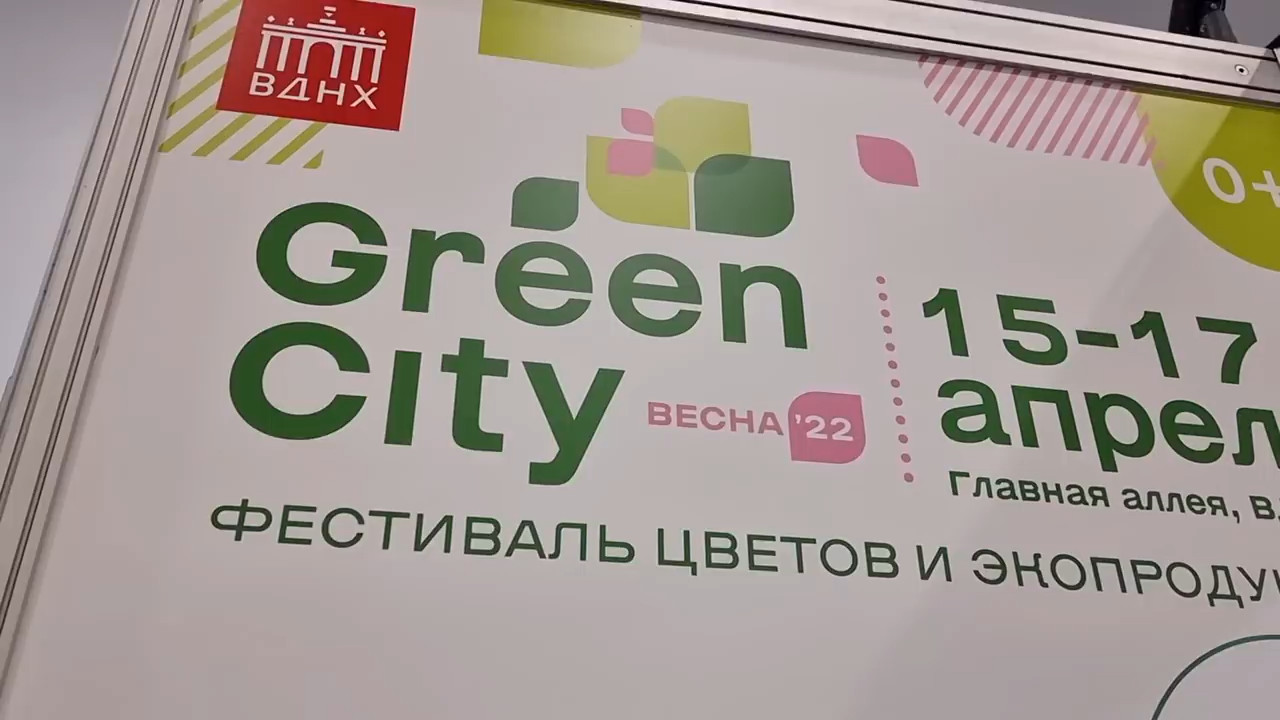 ВДНХ
0+
Green
City
ВЕСНА '22
15-17
апрел
Главная аллея, в
ФЕСТИВАЛЬ ЦВЕТОВ И ЭКОПРОДУ